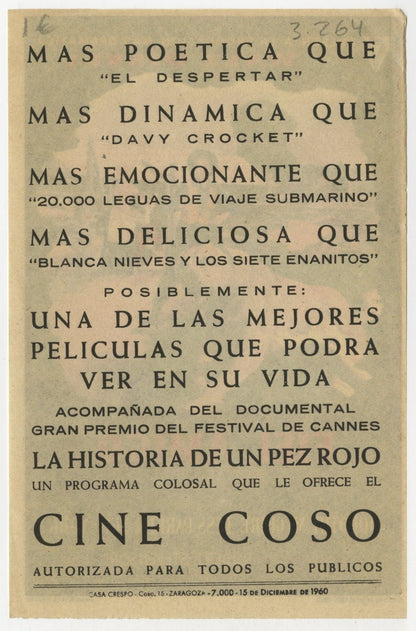 1€
3.264
MAS POETICA QUE
"EL DESPERTAR"
MAS DINAMICA QUE
"DAVY CROCKET"
MAS EMOCIONANTE QUE
"20.000 LEGUAS DE VIAJE SUBMARINO"
MAS DELICIOSA QUE
"BLANCA NIEVES Y LOS SIETE ENANITOS"
POSIBLEMENTE:
UNA DE LAS MEJORES
PELICULAS QUE PODRA
VER EN SU VIDA
ACOMPAÑADA DEL DOCUMENTAL
GRAN PREMIO DEL FESTIVAL DE CANNES
LA HISTORIA DE UN PEZ ROJO
UN PROGRAMA COLOSAL QUE LE OFRECE EL
CINE COSO
AUTORIZADA PARA TODOS LOS PUBLICOS
CASA CRESPO - Coso, 15 - ZARAGOZA - 7.000 - 15 DE DICIEMBRE DE 1960